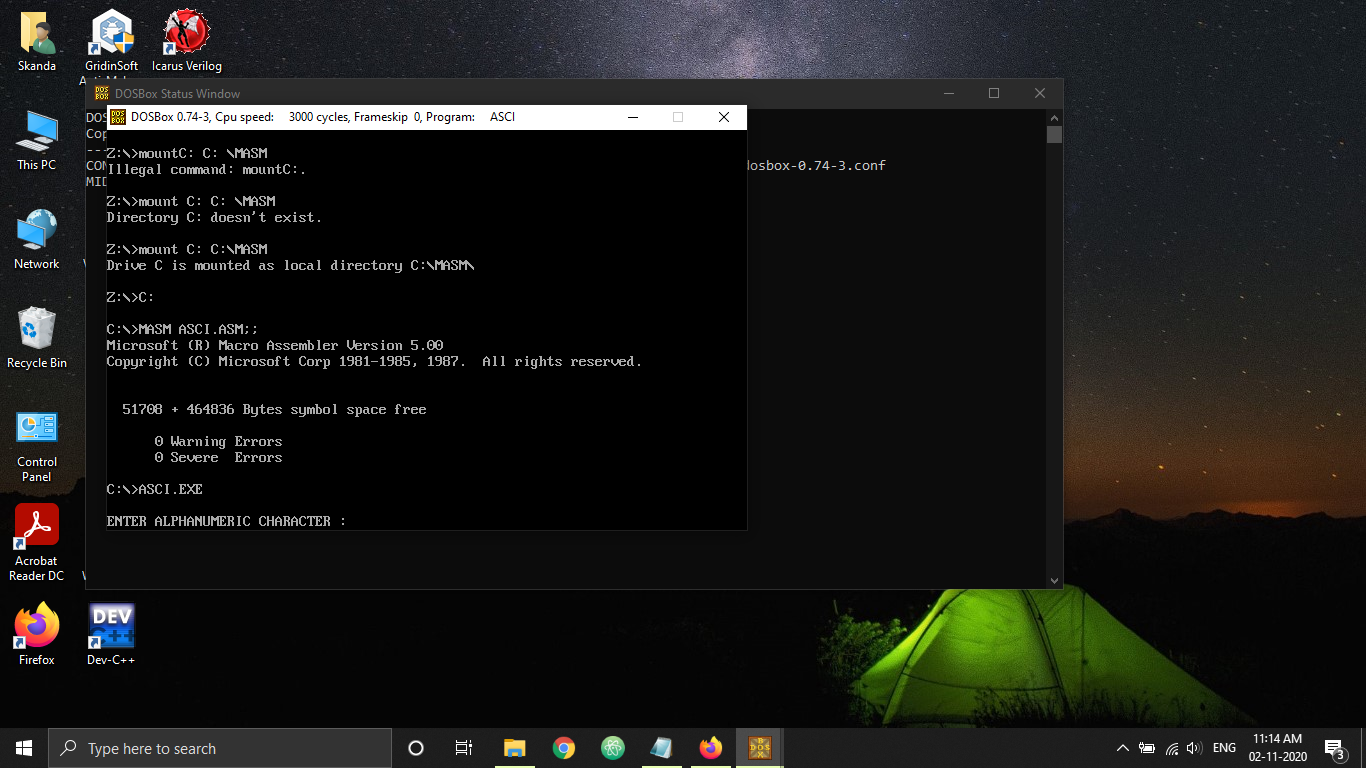 Skanda
GridinSoft
Icarus Verilog
This PC
Network
Recycle Bin
Control
Panel
Acrobat
Reader DC
Firefox
DEV
C++
Dev-C++
DOSBox Status Window
DOS
Cop
---
CON
dosbox-0.74-3.conf
MID
DOSBox 0.74-3, Cpu speed: 3000 cycles, Frameskip 0, Program: ASCI
Z:\>mountC: C: \MASM
Illegal command: mountC:.
Z:\>mount C: C: \MASM
Directory C: doesn't exist.
Z:\>mount C: C:\MASM
Drive C is mounted as local directory C:\MASM\
Z:\>C:
C:\>MASM ASCI.ASM;;
Microsoft (R) Macro Assembler Version 5.00
Copyright (C) Microsoft Corp 1981-1985, 1987. All rights reserved.
51708 + 464836 Bytes symbol space free
0 Warning Errors
0 Severe Errors
C:\>ASCI.EXE
ENTER ALPHANUMERIC CHARACTER :
Type here to search
ENG
11:14 AM
02-11-2020
3